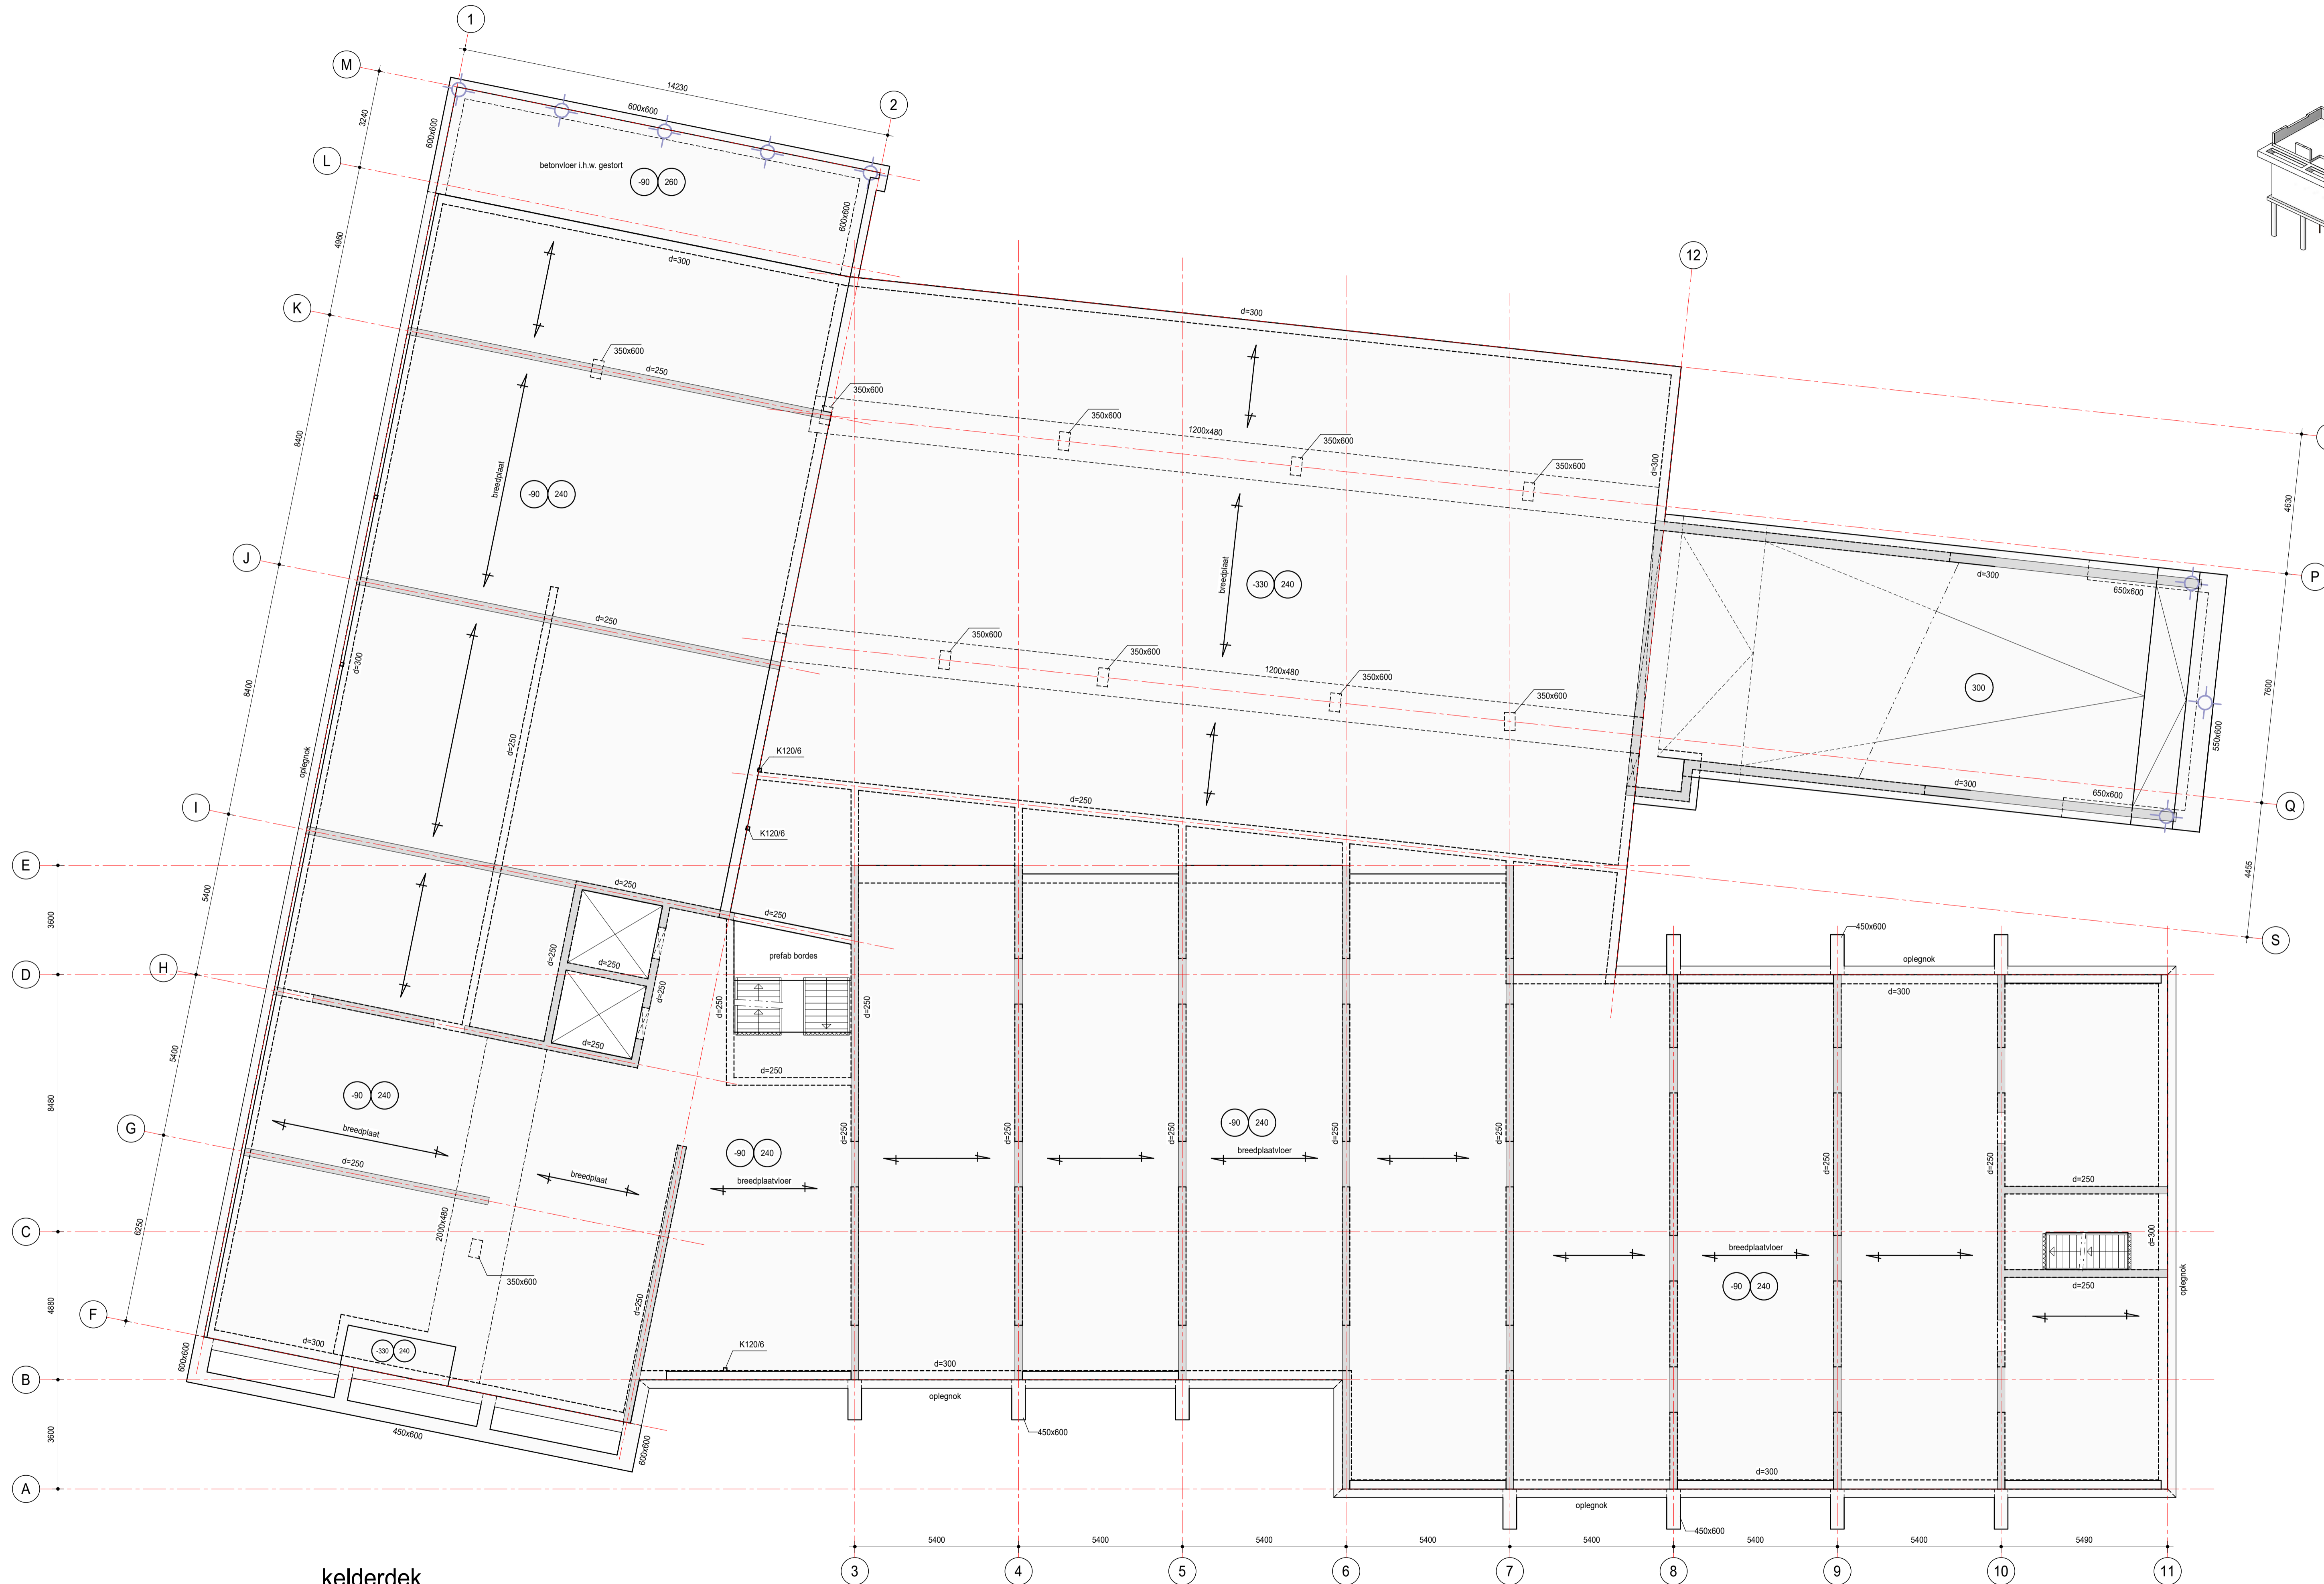 1
M
14230
600x600
2
3240
600x600
L
betonvloer i.h.w. gestort
-90 260
600x600
4960
12
d=300
K
d=300
350x600
d=250
350x600
350x600
1200x480
350x600
350x600
d=300
8400
breedplaat
-90 240
4630
J
breedplaat
-330 240
d=300
P
650x600
d=250
350x600
350x600
1200x480
350x600
350x600
300
7600
d=300
8400
550x600
oplegnok
d=250
K120/6
d=300
650x600
I
d=250
Q
K120/6
E
4455
5400
d=250
d=250
3600
450x600
S
prefab bordes
d=250
d=250
oplegnok
H
D
d=250
d=300
d=250
d=250
d=250
5400
d=250
-90 240
8480
G
breedplaat
-90 240
-90 240
d=250
d=250
d=250
d=250
d=250
d=250
d=250
breedplaatvloer
d=250
breedplaat
breedplaatvloer
d=250
6250
2000x480
C
d=300
breedplaatvloer
350x600
-90 240
d=250
oplegnok
4880
F
d=250
d=300
-330 240
K120/6
d=300
600x600
B
oplegnok
450x600
450x600
600x600
3600
d=300
A
oplegnok
450x600
5400 5400 5400 5400 5400 5400 5400 5490
kelderdek
3 4 5 6 7 8 9 10 11